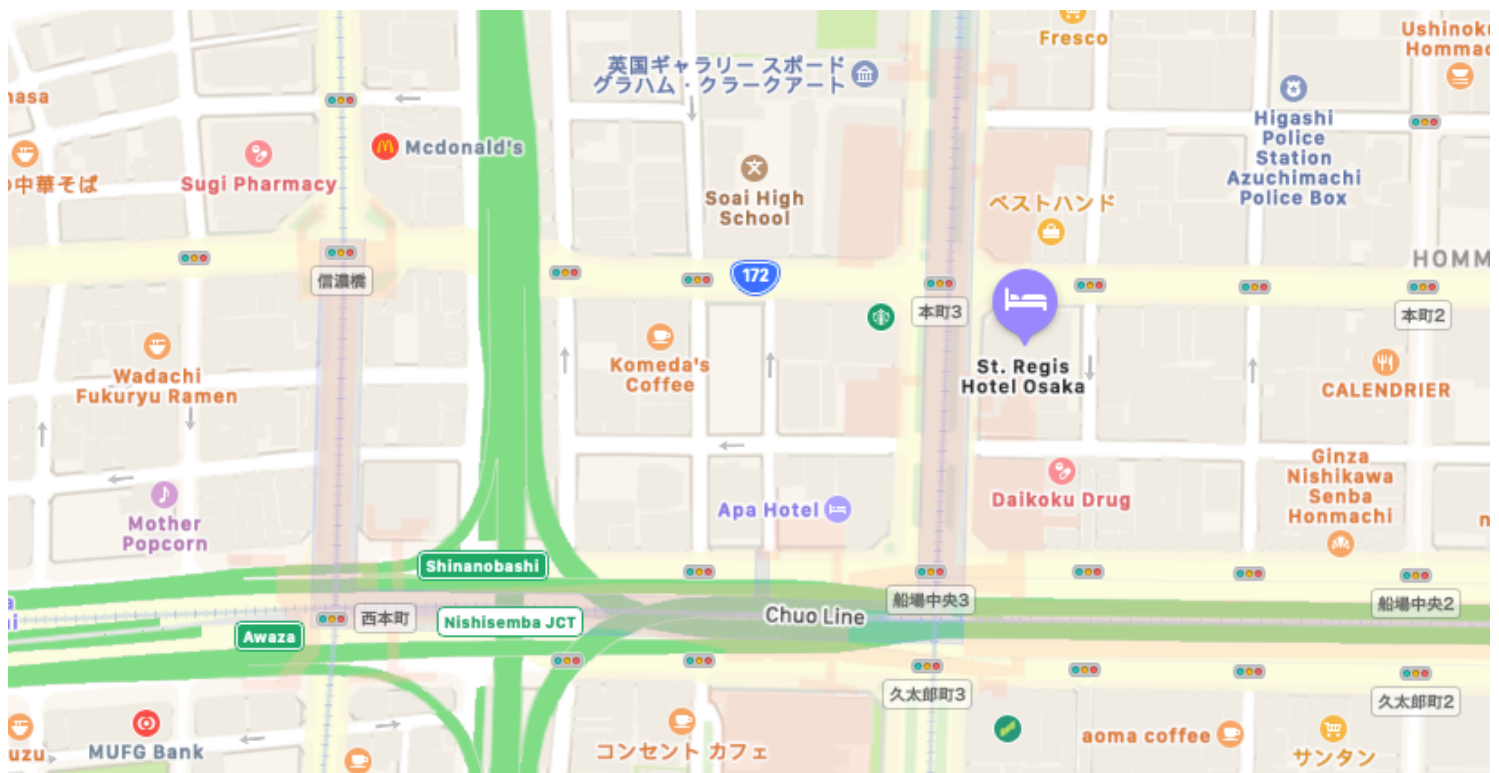 Fresco
Ushinok
Hommac
英国ギャラリー スポード
グラハム・クラークアート
nasa
Higashi
Police
Station
Azuchimachi
Police Box
Mcdonald's
Sugi Pharmacy
の中華そば
Soai High
School
ベストハンド
172
HOMM
信濃橋
本町3
本町2
Komeda's
Coffee
St. Regis
Hotel Osaka
Wadachi
Fukuryu Ramen
CALENDRIER
Ginza
Nishikawa
Senba
Honmachi
Daikoku Drug
Apa Hotel
Mother
Popcorn
n
Shinanobashi
a
ni
西本町
Nishisemba JCT
Chuo Line
船場中央3
船場中央2
Awaza
久太郎町3
久太郎町2
uzu
MUFG Bank
コンセント カフェ
aoma coffee
サンタン